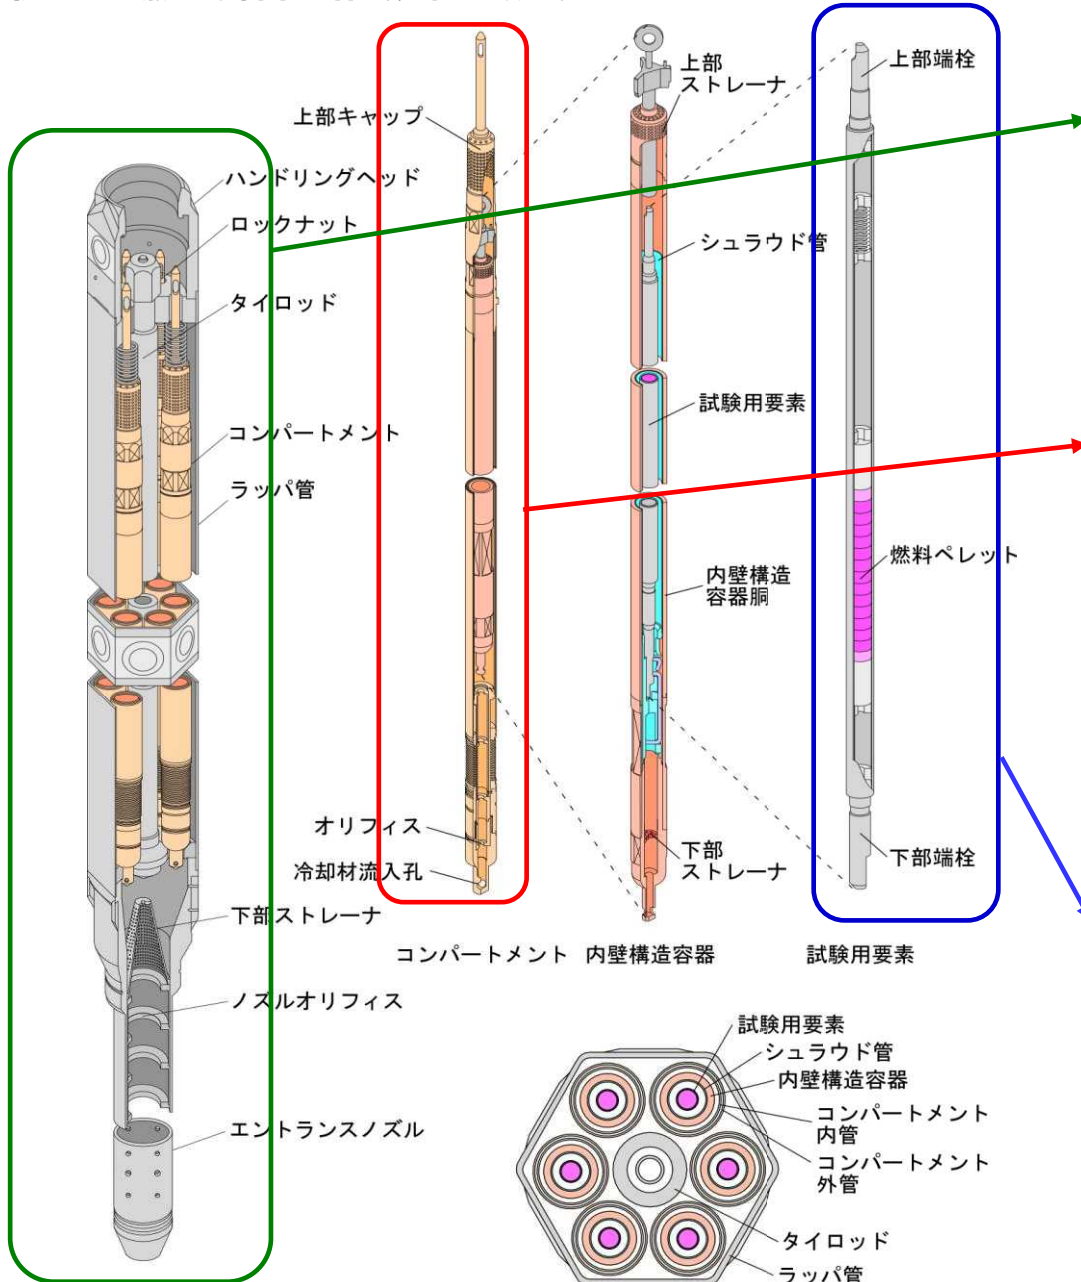 ハンドリングヘッド
ロックナット
タイロッド
コンパートメント
ラッパ管
下部ストレーナ
ノズルオリフィス
エントランスノズル
上部キャップ
オリフィス
冷却材流入孔
コンパートメント
上部
ストレーナ
シュラウド管
試験用要素
内壁構造
容器胴
下部
ストレーナ
内壁構造容器
上部端栓
燃料ペレット
下部端栓
試験用要素
試験用要素
シュラウド管
内壁構造容器
コンパートメント
内管
コンパートメント
外管
タイロッド
ラッパ管